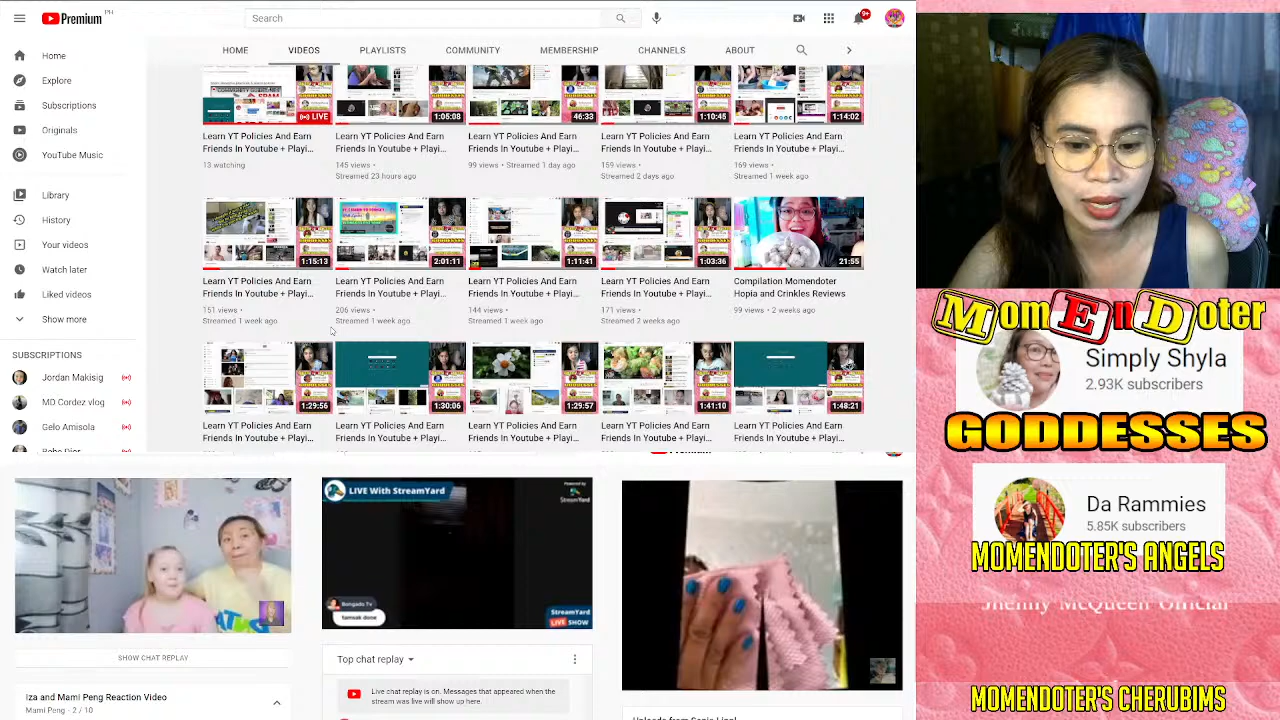 Premium PH
Search
9+
HOME VIDEOS PLAYLISTS COMMUNITY MEMBERSHIP CHANNELS ABOUT
Home
Explore
Subscriptions
Originals
YouTube Music
Library
History
Your videos
Watch later
Liked videos
Show more
SUBSCRIPTIONS
Jordan Makisig
MD Cordez vlog
Gelo Amisola
LIVE
1:05:08
46:33
1:10:45
1:14:02
Learn YT Policies And Earn
Friends In Youtube + Playi...
13 watching
Learn YT Policies And Earn
Friends In Youtube + Playi...
145 views •
Streamed 23 hours ago
Learn YT Policies And Earn
Friends In Youtube + Playi...
99 views • Streamed 1 day ago
Learn YT Policies And Earn
Friends In Youtube + Playi...
159 views •
Streamed 2 days ago
Learn YT Policies And Earn
Friends In Youtube + Playi...
169 views •
Streamed 1 week ago
1:15:13
2:01:11
1:11:41
1:03:36
21:55
Learn YT Policies And Earn
Friends In Youtube + Playi...
151 views •
Streamed 1 week ago
Learn YT Policies And Earn
Friends In Youtube + Playi...
206 views •
Streamed 1 week ago
Learn YT Policies And Earn
Friends In Youtube + Playi...
144 views •
Streamed 1 week ago
Learn YT Policies And Earn
Friends In Youtube + Playi...
171 views •
Streamed 2 weeks ago
Compilation Momendoter
Hopia and Crinkles Reviews
99 views • 2 weeks ago
1:29:56
1:30:06
1:29:57
1:41:10
1:48:21
Learn YT Policies And Earn
Friends In Youtube + Playi...
Learn YT Policies And Earn
Friends In Youtube + Playi...
Learn YT Policies And Earn
Friends In Youtube + Playi...
Learn YT Policies And Earn
Friends In Youtube + Playi...
Learn YT Policies And Earn
Friends In Youtube + Playi...
SHOW CHAT REPLAY
Iza and Mami Peng Reaction Video
Mami Peng - 2 / 10
LIVE With StreamYard
Powered by
StreamYard
Bongads Tv
tamsak done
StreamYard
LIVE SHOW
Top chat replay
Live chat replay is on. Messages that appeared when the
stream was live will show up here.
MomEnDoter
Simply Shyla
2.93K subscribers
GODDESSES
Da Rammies
5.85K subscribers
MOMENDOTER'S ANGELS
MOMENDOTER'S CHERUBIMS